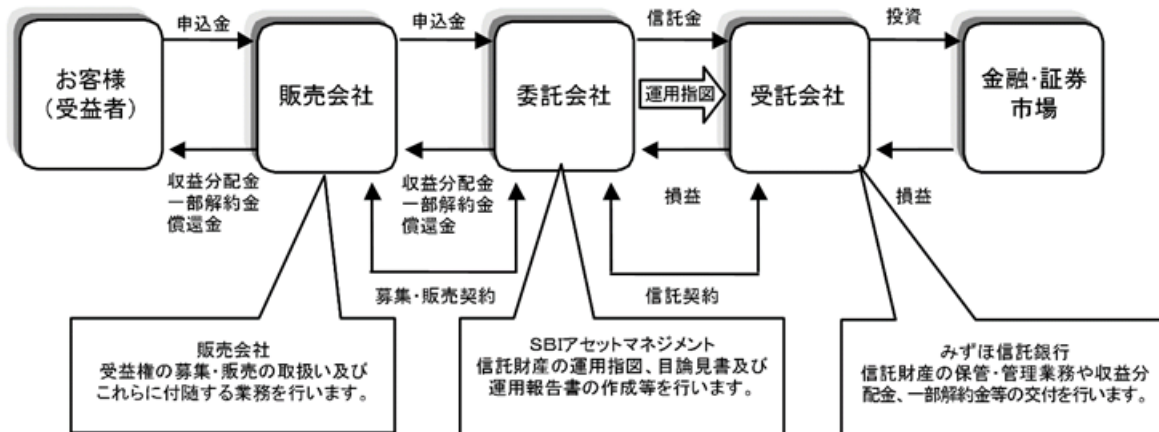 申込金
申込金
信託金
投資
お客様
（受益者）
販売会社
委託会社
運用指図
受託会社
金融・証券
市場
収益分配金
一部解約金
償還金
収益分配金
一部解約金
償還金
損益
損益
募集・販売契約
信託契約
販売会社
受益権の募集・販売の取扱い及び
これらに付随する業務を行います。
SBIアセットマネジメント
信託財産の運用指図、目論見書及び
運用報告書の作成等を行います。
みずほ信託銀行
信託財産の保管・管理業務や収益分
配金、一部解約金等の交付を行います。